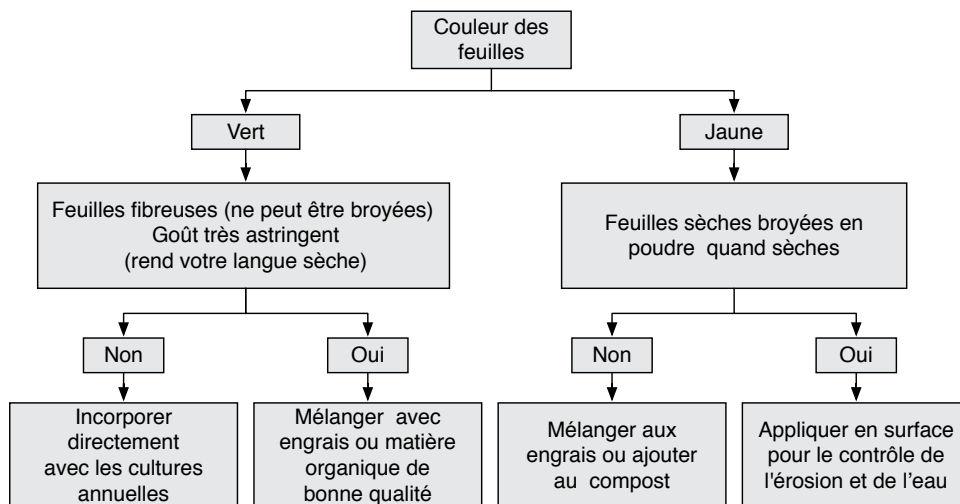 Couleur des
feuilles
Vert
Jaune
Feuilles fibreuses (ne peut être broyées)
Goût très astringent
(rend votre langue sèche)
Feuilles sèches broyées en
poudre quand sèches
Non
Oui
Non
Oui
Incorporer
directement
avec les cultures
annuelles
Mélanger avec
engrais ou matière
organique de
bonne qualité
Mélanger aux
engrais ou ajouter
au compost
Appliquer en surface
pour le contrôle de
l'érosion et de l'eau